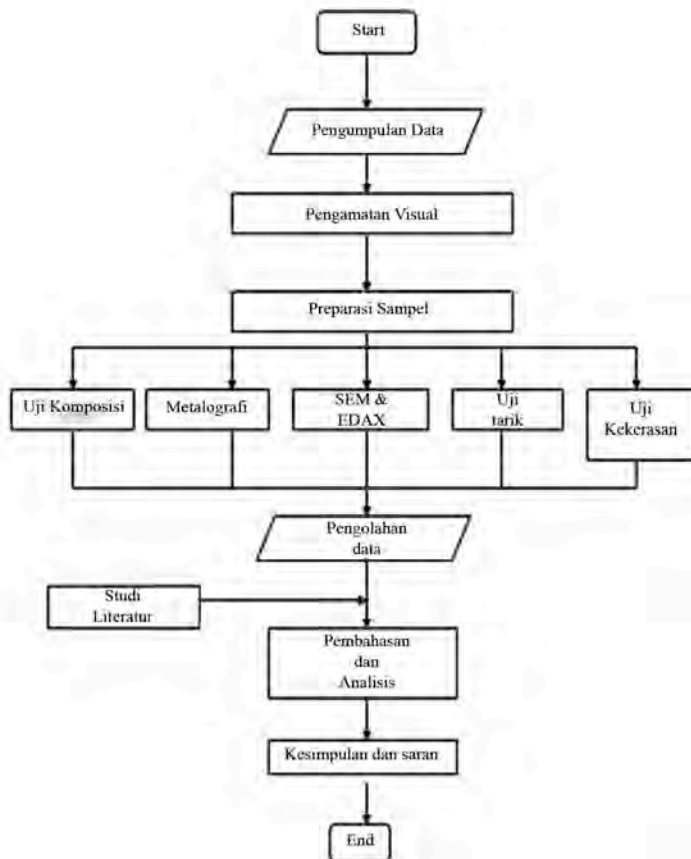 Start
Pengumpulan Data
Pengamatan Visual
Preparasi Sampel
Uji Komposisi
Metalografi
SEM &
EDAX
Uji
tarik
Uji
Kekerasan
Pengolahan
data
Studi
Literatur
Pembahasan
dan
Analisis
Kesimpulan dan saran
End